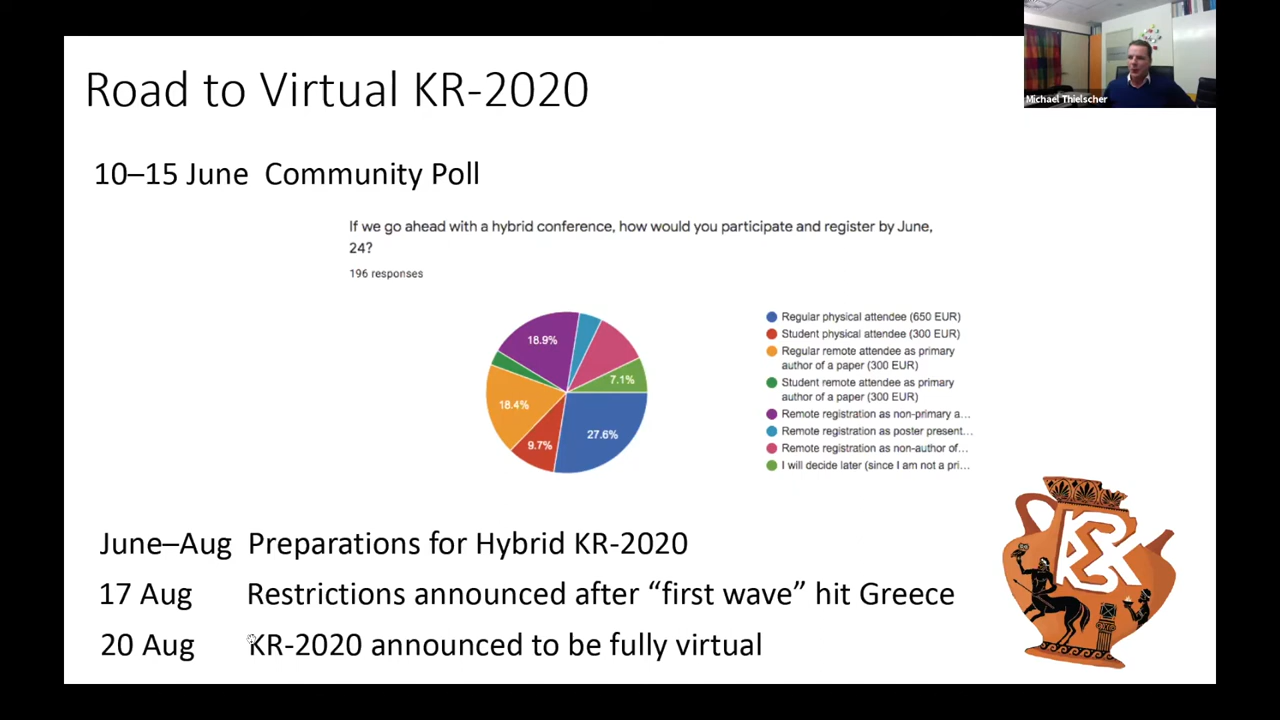 Road to Virtual KR-2020
Michael Thielscher
10–15 June Community Poll
If we go ahead with a hybrid conference, how would you participate and register by June,
24?
196 responses
18.9%
7.1%
18.4%
27.6%
9.7%
Regular physical attendee (650 EUR)
Student physical attendee (300 EUR)
Regular remote attendee as primary
author of a paper (300 EUR)
Student remote attendee as primary
author of a paper (300 EUR)
Remote registration as non-primary a…
Remote registration as poster present…
Remote registration as non-author of…
I will decide later (since I am not a pri…
June–Aug Preparations for Hybrid KR-2020
17 Aug Restrictions announced after “first wave” hit Greece
20 Aug KR-2020 announced to be fully virtual